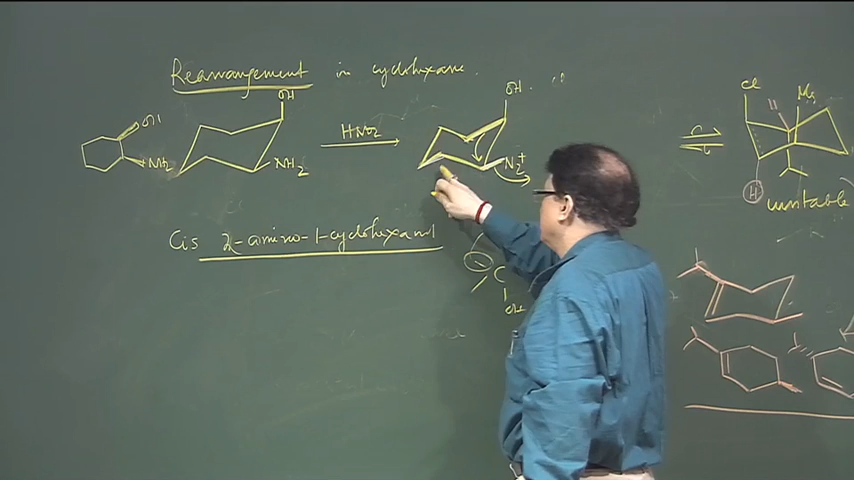 Rearrangement in cyclohexane.
OH
OH
NH2
NH2
HNO2
OH
N2+
Cis 2-amino-1-cyclohexanol
C
Cl
Me
H
unstable